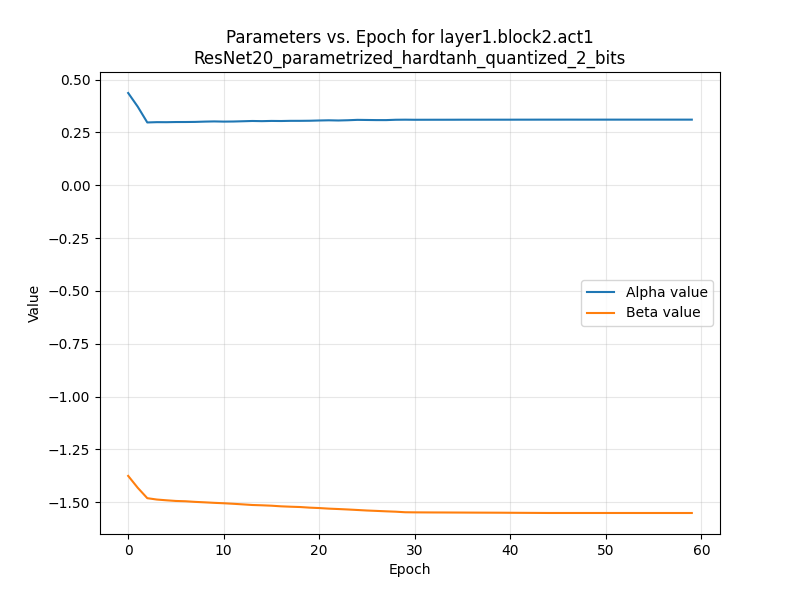 Parameters vs. Epoch for layer1.block2.act1
ResNet20_parametrized_hardtanh_quantized_2_bits
0.50
0.25
0.00
−0.25
−0.50
−0.75
−1.00
−1.25
−1.50
Value
Alpha value
Beta value
0 10 20 30 40 50 60
Epoch